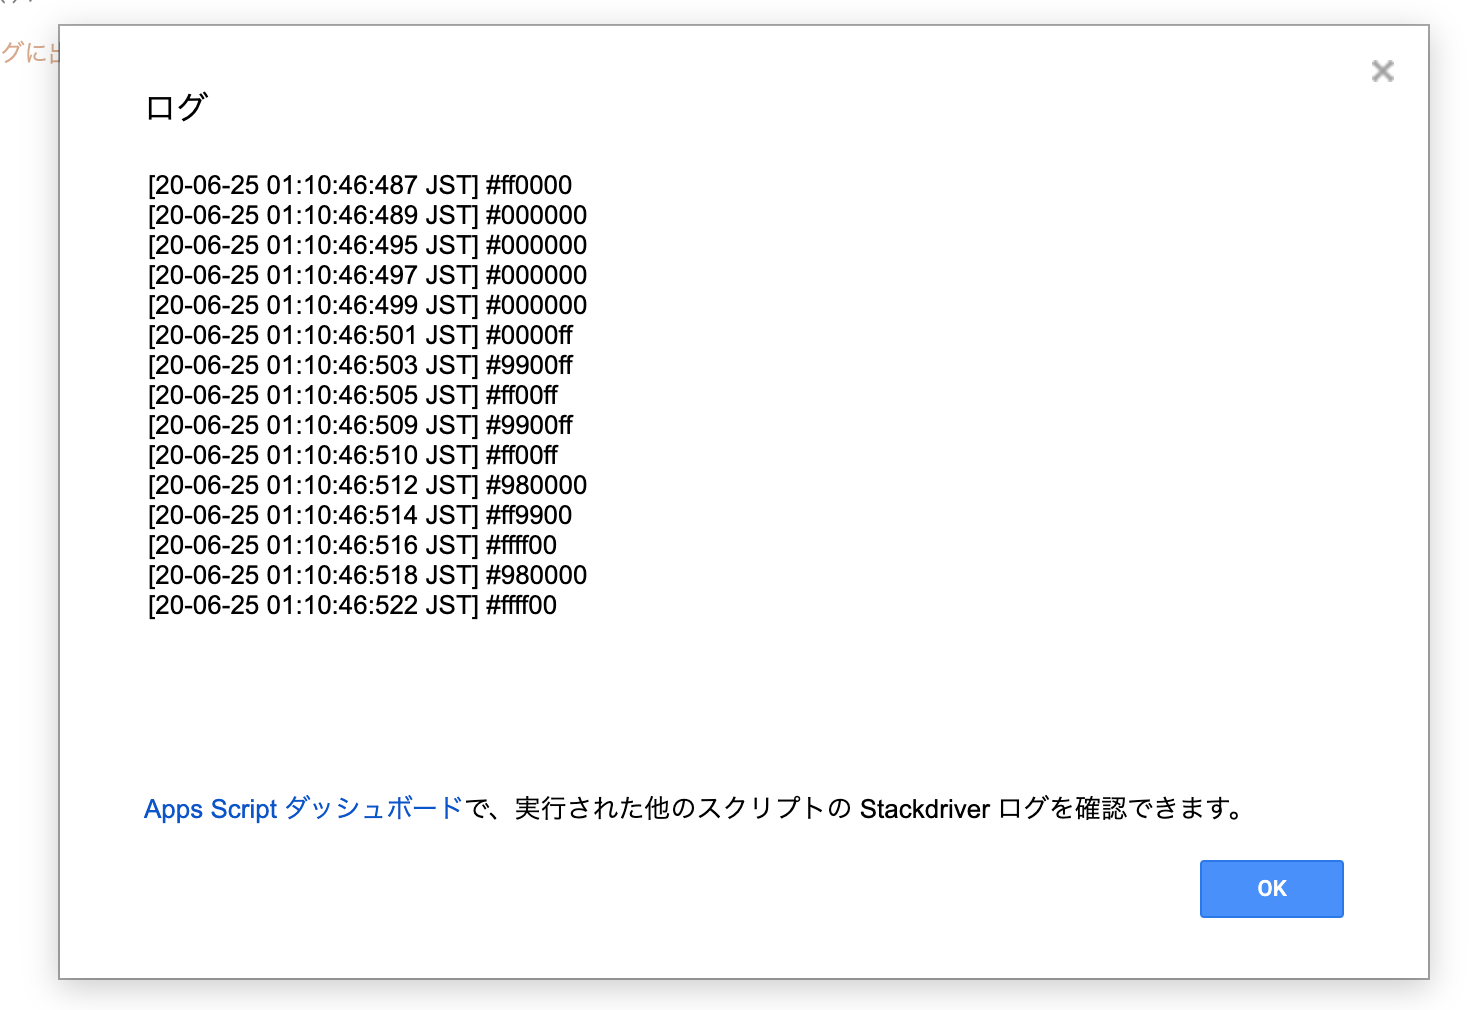 グに出
ログ
[20-06-25 01:10:46:487 JST] #ff0000
[20-06-25 01:10:46:489 JST] #000000
[20-06-25 01:10:46:495 JST] #000000
[20-06-25 01:10:46:497 JST] #000000
[20-06-25 01:10:46:499 JST] #000000
[20-06-25 01:10:46:501 JST] #0000ff
[20-06-25 01:10:46:503 JST] #9900ff
[20-06-25 01:10:46:505 JST] #ff00ff
[20-06-25 01:10:46:509 JST] #9900ff
[20-06-25 01:10:46:510 JST] #ff00ff
[20-06-25 01:10:46:512 JST] #980000
[20-06-25 01:10:46:514 JST] #ff9900
[20-06-25 01:10:46:516 JST] #ffff00
[20-06-25 01:10:46:518 JST] #980000
[20-06-25 01:10:46:522 JST] #ffff00
Apps Script ダッシュボードで、実行された他のスクリプトの Stackdriver ログを確認できます。
OK